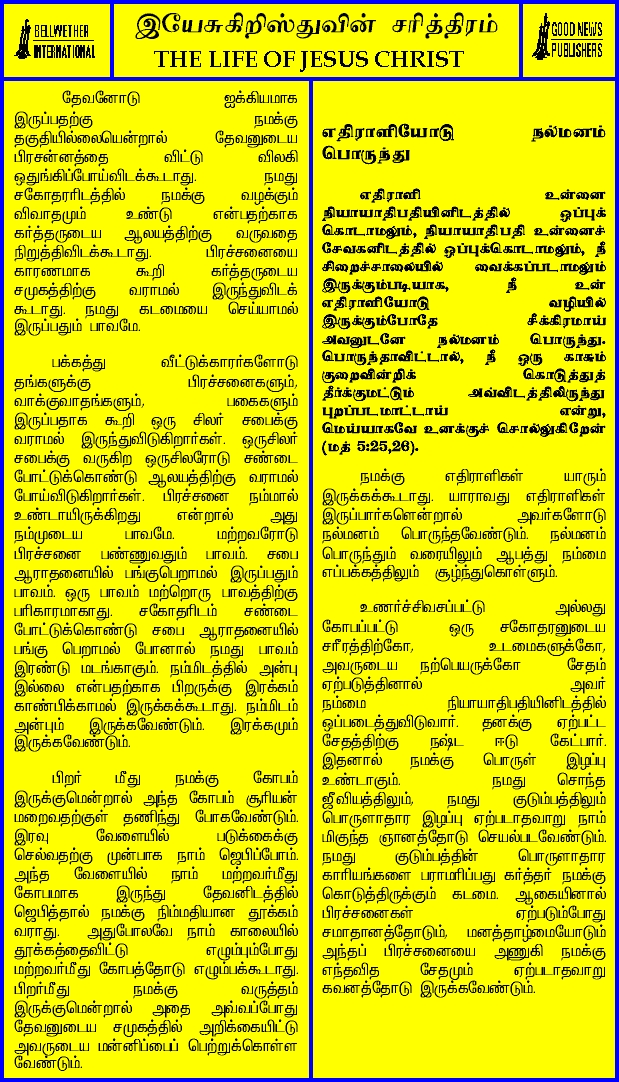 BELLWETHER
INTERNATIONAL
இயேசுகிறிஸ்துவின் சரித்திரம்
THE LIFE OF JESUS CHRIST
GOOD NEWS
PUBLISHERS
தேவனோடு ஐக்கியமாக
இருப்பதற்கு நமக்கு
தகுதியில்லையென்றால் தேவனுடைய
பிரசன்னத்தை விட்டு விலகி
ஒதுங்கிப்போய்விடக்கூடாது. நமது
சகோதரரிடத்தில் நமக்கு வழக்கும்
விவாதமும் உண்டு என்பதற்காக
கர்த்தருடைய ஆலயத்திற்கு வருவதை
நிறுத்திவிடக்கூடாது. பிரச்சனையை
காரணமாக கூறி கர்த்தருடைய
சமுகத்திற்கு வராமல் இருந்துவிடக்
கூடாது. நமது கடமையை செய்யாமல்
இருப்பதும் பாவமே.
பக்கத்து வீட்டுக்காரர்களோடு
தங்களுக்கு பிரச்சனைகளும்,
வாக்குவாதங்களும், பகைகளும்
இருப்பதாக கூறி ஒரு சிலர் சபைக்கு
வராமல் இருந்துவிடுகிறார்கள். ஒருசிலர்
சபைக்கு வருகிற ஒருசிலரோடு சண்டை
போட்டுக்கொண்டு ஆலயத்திற்கு வராமல்
போய்விடுகிறார்கள். பிரச்சனை நம்மால்
உண்டாயிருக்கிறது என்றால் அது
நம்முடைய பாவமே. மற்றவரோடு
பிரச்சனை பண்ணுவதும் பாவம். சபை
ஆராதனையில் பங்குபெறாமல் இருப்பதும்
பாவம். ஒரு பாவம் மற்றொரு பாவத்திற்கு
பரிகாரமாகாது. சகோதரிடம் சண்டை
போட்டுக்கொண்டு சபை ஆராதனையில்
பங்கு பெறாமல் போனால் நமது பாவம்
இரண்டு மடங்காகும். நம்மிடத்தில் அன்பு
இல்லை என்பதற்காக பிறருக்கு இரக்கம்
காண்பிக்காமல் இருக்கக்கூடாது. நம்மிடம்
அன்பும் இருக்கவேண்டும். இரக்கமும்
இருக்கவேண்டும்.
பிறர் மீது நமக்கு கோபம்
இருக்குமென்றால் அந்த கோபம் சூரியன்
மறைவதற்குள் தணிந்து போகவேண்டும்.
இரவு வேளையில் படுக்கைக்கு
செல்வதற்கு முன்பாக நாம் ஜெபிப்போம்.
அந்த வேளையில் நாம் மற்றவர்மீது
கோபமாக இருந்து தேவனிடத்தில்
ஜெபித்தால் நமக்கு நிம்மதியான தூக்கம்
வராது. அதுபோலவே நாம் காலையில்
தூக்கத்தைவிட்டு எழும்பும்போது
மற்றவர்மீது கோபத்தோடு எழும்பக்கூடாது.
பிறர்மீது நமக்கு வருத்தம்
இருக்குமென்றால் அதை அவ்வப்போது
தேவனுடைய சமுகத்தில் அறிக்கையிட்டு
அவருடைய மன்னிப்பைப் பெற்றுக்கொள்ள
வேண்டும்.
எதிராளியோடு நல்மனம்
பொருந்து
எதிராளி உன்னை
நியாயாதிபதியினிடத்தில் ஒப்புக்
கொடாமலும், நியாயாதிபதி உன்னைச்
சேவகனிடத்தில் ஒப்புக்கொடாமலும், நீ
சிறைச்சாலையில் வைக்கப்படாமலும்
இருக்கும்படியாக, நீ உன்
எதிராளியோடு வழியில்
இருக்கும்போதே சீக்கிரமாய்
அவனுடனே நல்மனம் பொருந்து.
பொருந்தாவிட்டால், நீ ஒரு காசும்
குறைவின்றிக் கொடுத்துத்
தீர்க்குமட்டும் அவ்விடத்திலிருந்து
புறப்படமாட்டாய் என்று,
மெய்யாகவே உனக்குச் சொல்லுகிறேன்
(மத் 5:25,26).
நமக்கு எதிராளிகள் யாரும்
இருக்கக்கூடாது. யாராவது எதிராளிகள்
இருப்பார்களென்றால் அவர்களோடு
நல்மனம் பொருந்தவேண்டும். நல்மனம்
பொருந்தும் வரையிலும் ஆபத்து நம்மை
எப்பக்கத்திலும் சூழ்ந்துகொள்ளும்.
உணர்ச்சிவசப்பட்டு அல்லது
கோபப்பட்டு ஒரு சகோதரனுடைய
சரீரத்திற்கோ, உடமைகளுக்கோ,
அவருடைய நற்பெயருக்கோ சேதம்
ஏற்படுத்தினால் அவர்
நம்மை நியாயாதிபதியினிடத்தில்
ஒப்படைத்துவிடுவார். தனக்கு ஏற்பட்ட
சேதத்திற்கு நஷ்ட ஈடு கேட்பார்.
இதனால் நமக்கு பொருள் இழப்பு
உண்டாகும். நமது சொந்த
ஜீவியத்திலும், நமது குடும்பத்திலும்
பொருளாதார இழப்பு ஏற்படாதவாறு நாம்
மிகுந்த ஞானத்தோடு செயல்படவேண்டும்.
நமது குடும்பத்தின் பொருளாதார
காரியங்களை பராமரிப்பது கர்த்தர் நமக்கு
கொடுத்திருக்கும் கடமை. ஆகையினால்
பிரச்சனைகள் ஏற்படும்போது
சமாதானத்தோடும், மனத்தாழ்மையோடும்
அந்தப் பிரச்சனையை அணுகி நமக்கு
எந்தவித சேதமும் ஏற்படாதவாறு
கவனத்தோடு இருக்கவேண்டும்.